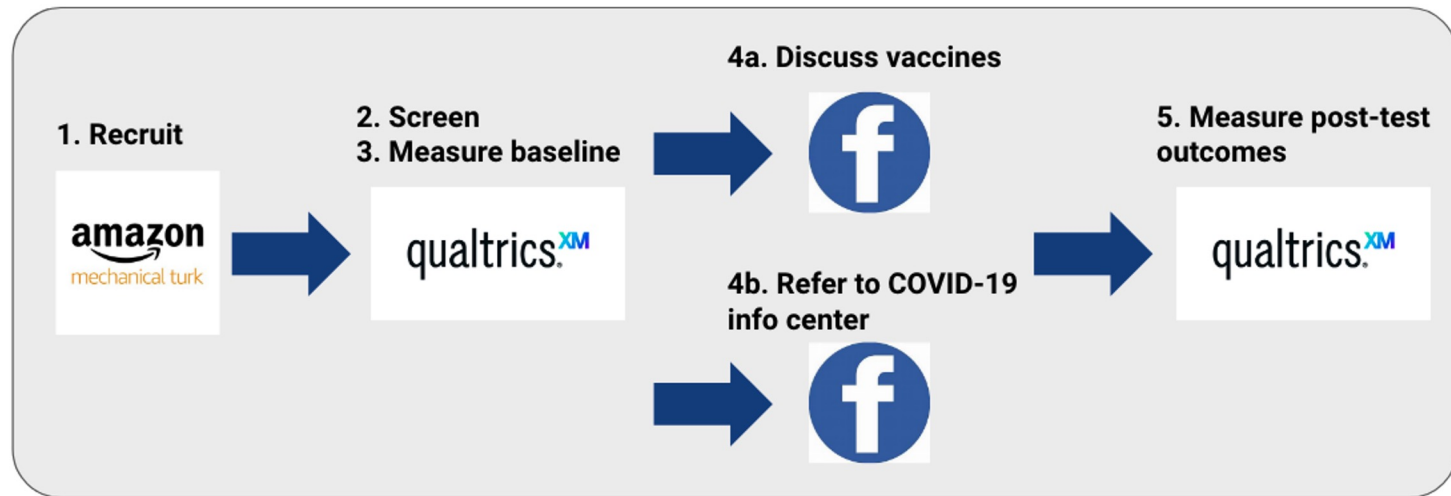 1. Recruit
amazon
mechanical turk
2. Screen
3. Measure baseline
qualtrics.XM
4a. Discuss vaccines
f
4b. Refer to COVID-19
info center
f
5. Measure post-test
outcomes
qualtrics.XM